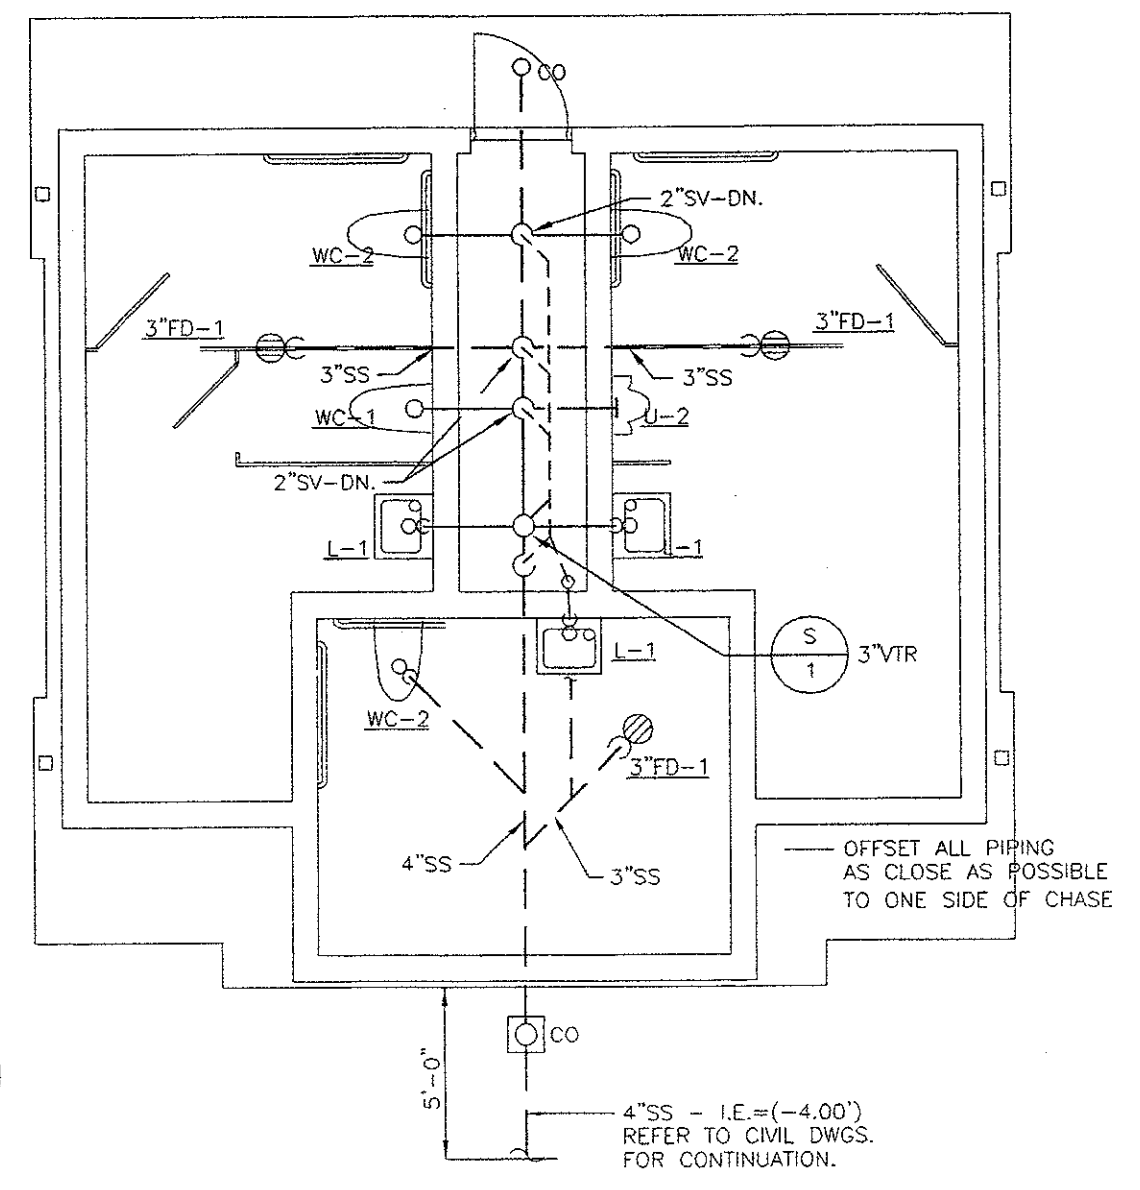 CO
2"SV-DN.
WC-2
WC-2
3"FD-1
3"FD-1
3"SS
3"SS
WC-1
U-2
2"SV-DN.
L-1
L-1
S
1
3"VTR
L-1
WC-2
3"FD-1
4"SS
3"SS
OFFSET ALL PIPING
AS CLOSE AS POSSIBLE
TO ONE SIDE OF CHASE
CO
5'-0"
4"SS - I.E.=(-4.00')
REFER TO CIVIL DWGS.
FOR CONTINUATION.